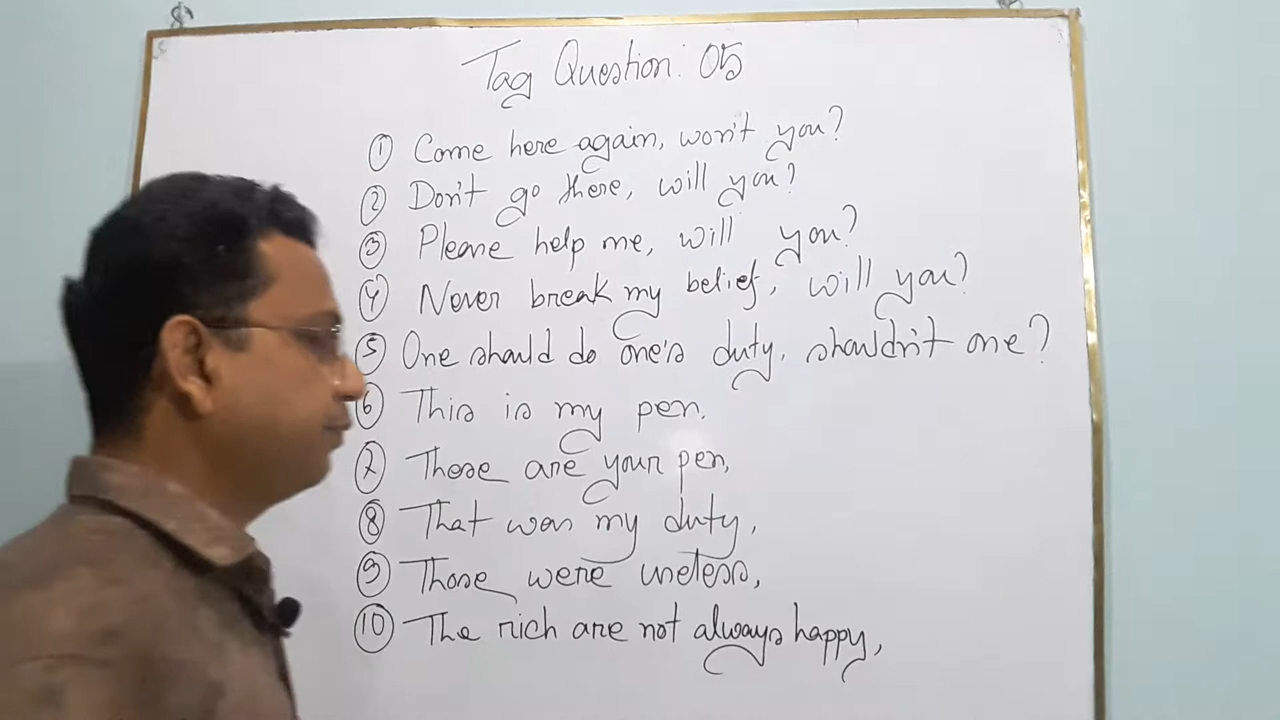 Tag Question: 05
① Come here again, won't you?
② Don't go there, will you?
③ Please help me, will you?
④ Never break my belief, will you?
⑤ One should do one's duty, shouldn't one?
⑥ This is my pen.
⑦ These are your pen,
⑧ That was my duty,
⑨ Those were useless,
⑩ The rich are not always happy,